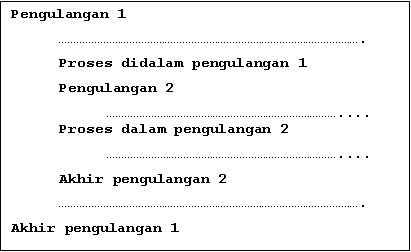 Pengulangan 1
........................................................................ .
Proses didalam pengulangan 1
Pengulangan 2
....................................................... ....
Proses dalam pengulangan 2
....................................................... ....
Akhir pengulangan 2
........................................................................ .
Akhir pengulangan 1